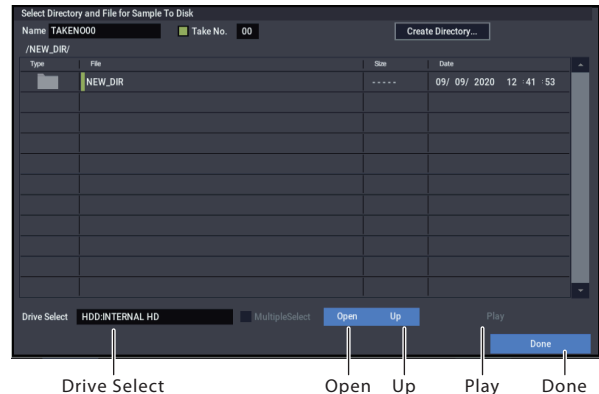 Select Directory and File for Sample To Disk
Name TAKENO00 Take No. 00 Create Directory...
/NEW_DIR/
Type File Size Date
NEW_DIR ----- 09/ 09/ 2020 12 :41 :53
Drive Select HDD:INTERNAL HD MultipleSelect Open Up Play
Done
Drive Select Open Up Play Done